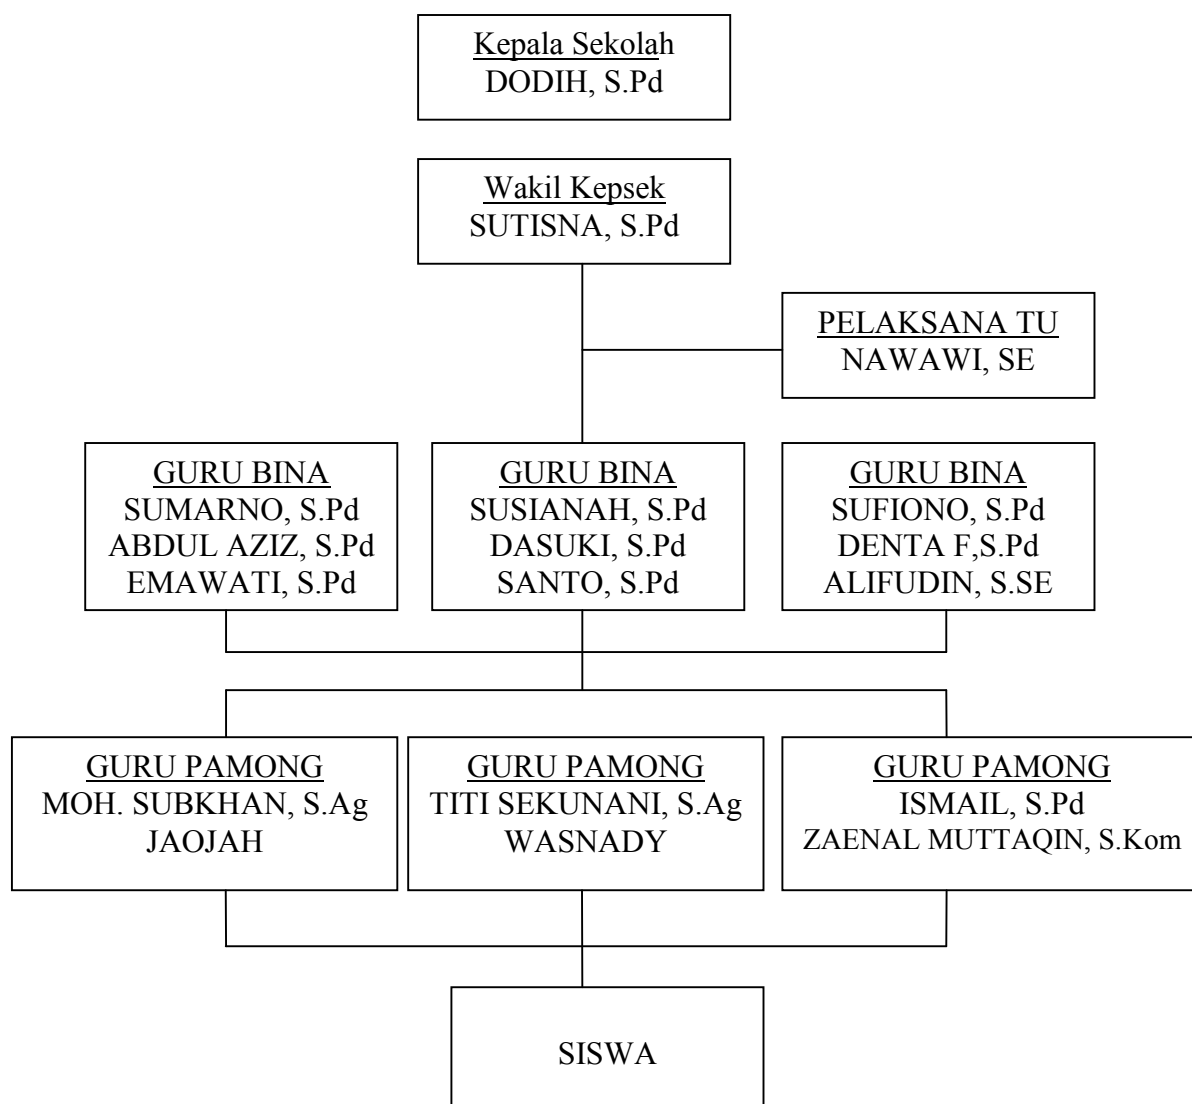 Kepala Sekolah
DODIH, S.Pd
Wakil Kepsek
SUTISNA, S.Pd
PELAKSANA TU
NAWAWI, SE
GURU BINA
SUMARNO, S.Pd
ABDUL AZIZ, S.Pd
EMAWATI, S.Pd
GURU BINA
SUSIANAH, S.Pd
DASUKI, S.Pd
SANTO, S.Pd
GURU BINA
SUFIONO, S.Pd
DENTA F,S.Pd
ALIFUDIN, S.SE
GURU PAMONG
MOH. SUBKHAN, S.Ag
JAOJAH
GURU PAMONG
TITI SEKUNANI, S.Ag
WASNADY
GURU PAMONG
ISMAIL, S.Pd
ZAENAL MUTTAQIN, S.Kom
SISWA